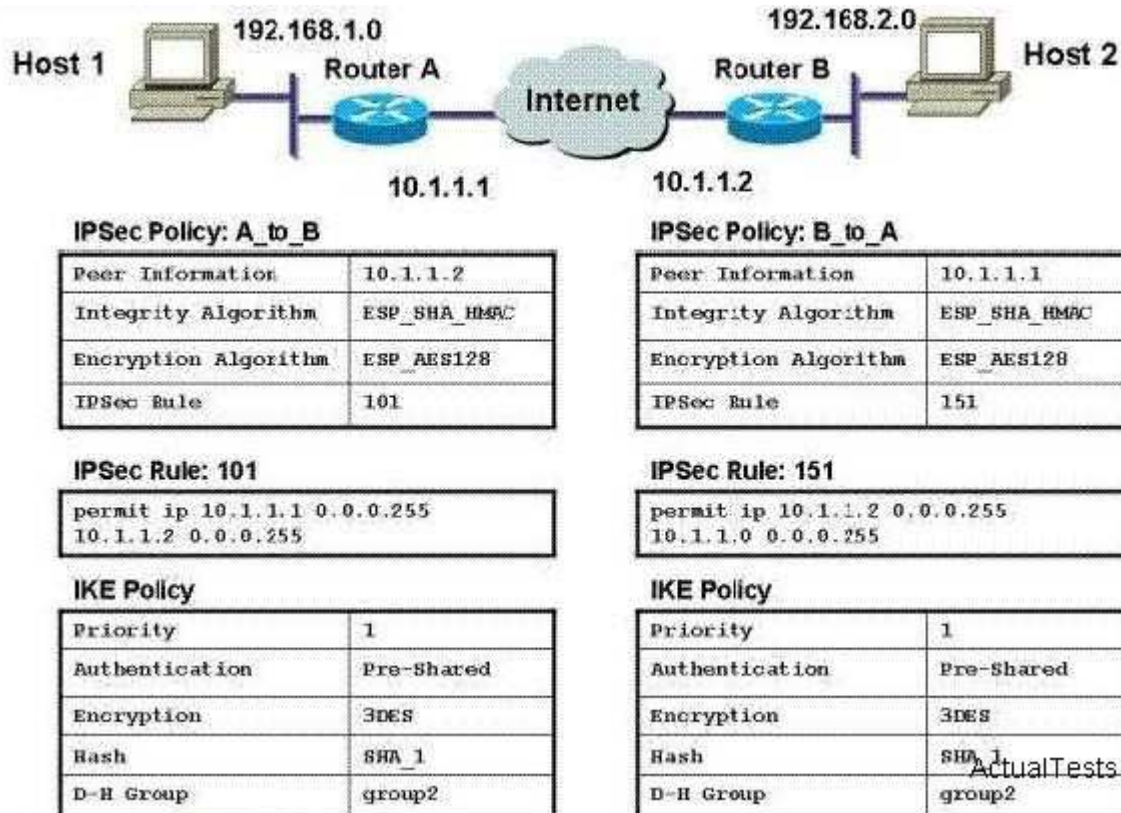 192.168.1.0
192.168.2.0
Host 1
Router A
Internet
Router B
Host 2
10.1.1.1
10.1.1.2
IPSec Policy: A_to_B
Peer Information 10.1.1.2
Integrity Algorithm ESP_SHA_HMAC
Encryption Algorithm ESP_AES128
IPSec Rule 101
IPSec Rule: 101
permit ip 10.1.1.1 0.0.0.255
10.1.1.2 0.0.0.255
IKE Policy
Priority 1
Authentication Pre-Shared
Encryption 3DES
Hash SHA_1
D-H Group group2
IPSec Policy: B_to_A
Peer Information 10.1.1.1
Integrity Algorithm ESP_SHA_HMAC
Encryption Algorithm ESP_AES128
IPSec Rule 151
IPSec Rule: 151
permit ip 10.1.1.2 0.0.0.255
10.1.1.0 0.0.0.255
IKE Policy
Priority 1
Authentication Pre-Shared
Encryption 3DES
Hash SHA_1
D-H Group group2
ActualTests